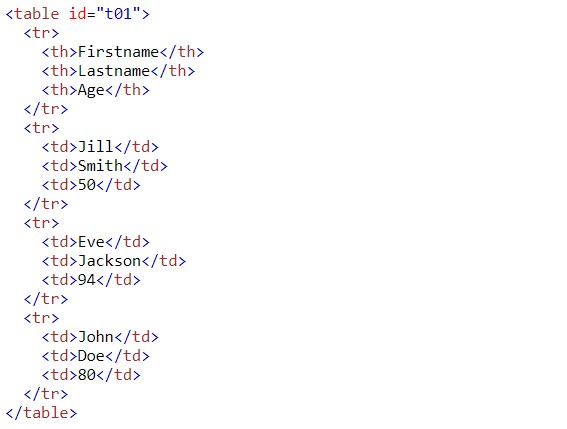 <table id="t01">
  <tr>
    <th>Firstname</th>
    <th>Lastname</th>
    <th>Age</th>
  </tr>
  <tr>
    <td>Jill</td>
    <td>Smith</td>
    <td>50</td>
  </tr>
  <tr>
    <td>Eve</td>
    <td>Jackson</td>
    <td>94</td>
  </tr>
  <tr>
    <td>John</td>
    <td>Doe</td>
    <td>80</td>
  </tr>
</table>